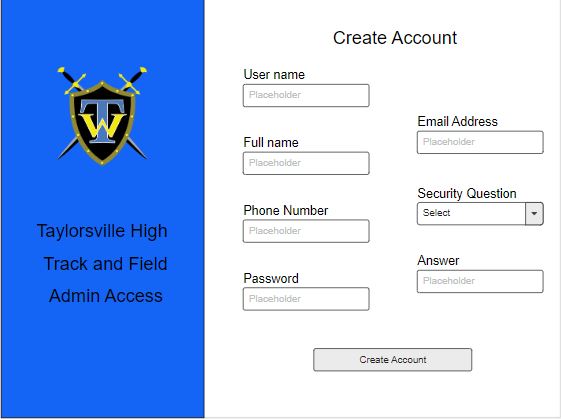 TW
Taylorsville High
Track and Field
Admin Access
Create Account
User name
Placeholder
Full name
Placeholder
Phone Number
Placeholder
Password
Placeholder
Email Address
Placeholder
Security Question
Select
Answer
Placeholder
Create Account